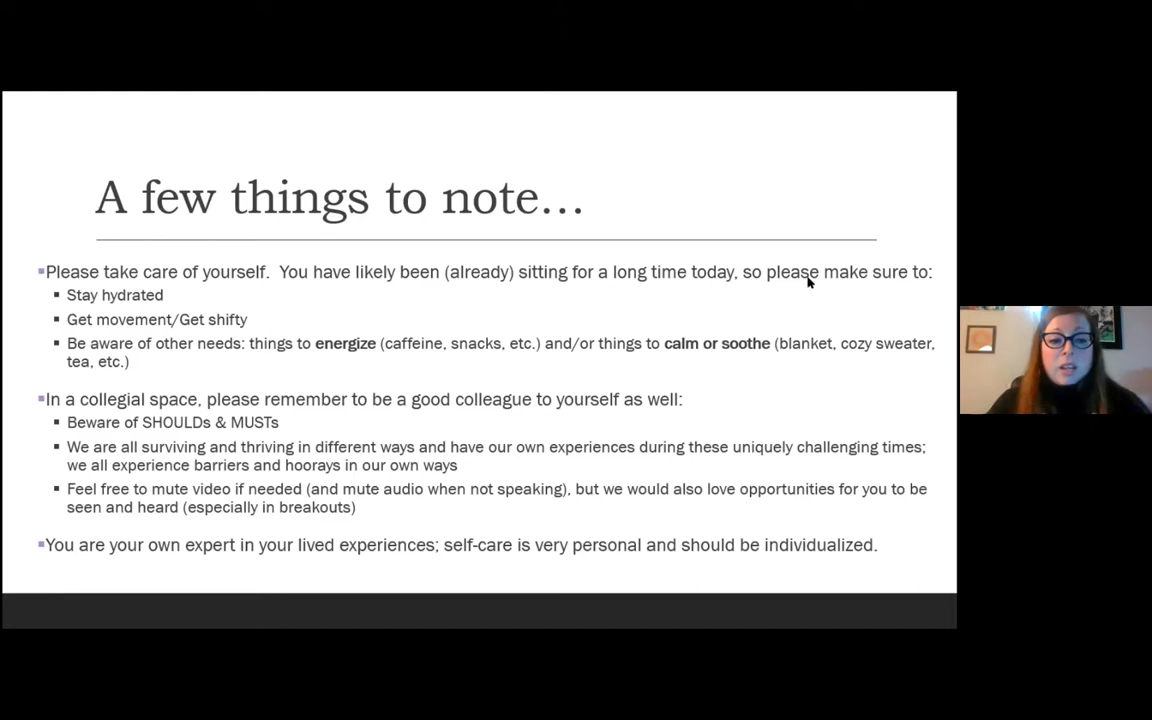 A few things to note…
▪Please take care of yourself.  You have likely been (already) sitting for a long time today, so please make sure to:
▪ Stay hydrated
▪ Get movement/Get shifty
▪ Be aware of other needs: things to energize (caffeine, snacks, etc.) and/or things to calm or soothe (blanket, cozy sweater,
tea, etc.)
▪In a collegial space, please remember to be a good colleague to yourself as well:
▪ Beware of SHOULDs & MUSTs
▪ We are all surviving and thriving in different ways and have our own experiences during these uniquely challenging times;
we all experience barriers and hoorays in our own ways
▪ Feel free to mute video if needed (and mute audio when not speaking), but we would also love opportunities for you to be
seen and heard (especially in breakouts)
▪You are your own expert in your lived experiences; self-care is very personal and should be individualized.